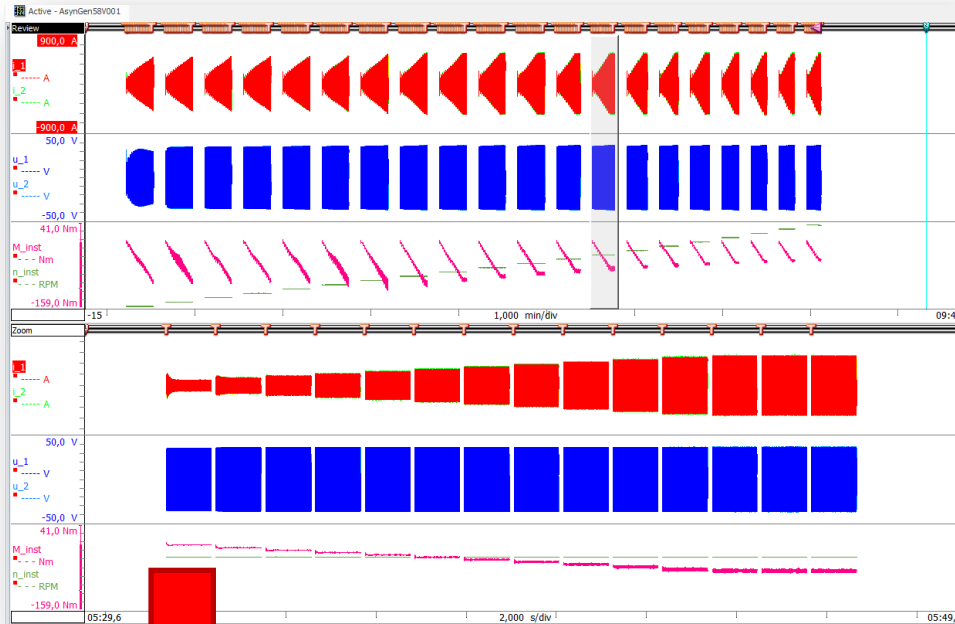 Active - AsynGen58V001
Review
900,0 A
i_1
----- A
i_2
----- A
-900,0 A
50,0 V
u_1
----- V
u_2
----- V
-50,0 V
41,0 Nm
M_inst
--- Nm
n_inst
--- RPM
-159,0 Nm
-15 1,000 min/div 09:4
Zoom
i_1
----- A
i_2
----- A
50,0 V
u_1
----- V
u_2
----- V
-50,0 V
41,0 Nm
M_inst
--- Nm
n_inst
--- RPM
-159,0 Nm
05:29,6 2,000 s/div 05:49,